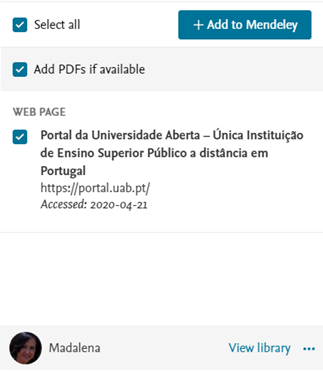 Select all
+ Add to Mendeley
Add PDFs if available
WEB PAGE
Portal da Universidade Aberta – Única Instituição
de Ensino Superior Público a distância em
Portugal
https://portal.uab.pt/
Accessed: 2020-04-21
Madalena
View library